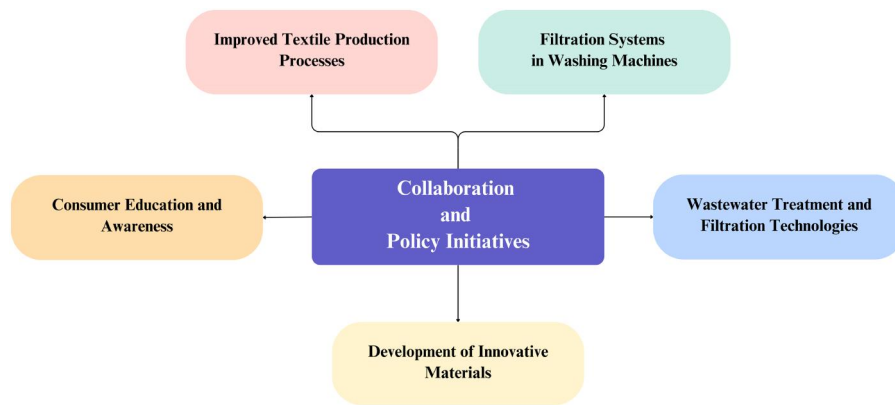 Improved Textile Production
Processes
Filtration Systems
in Washing Machines
Consumer Education and
Awareness
Collaboration
and
Policy Initiatives
Wastewater Treatment and
Filtration Technologies
Development of Innovative
Materials